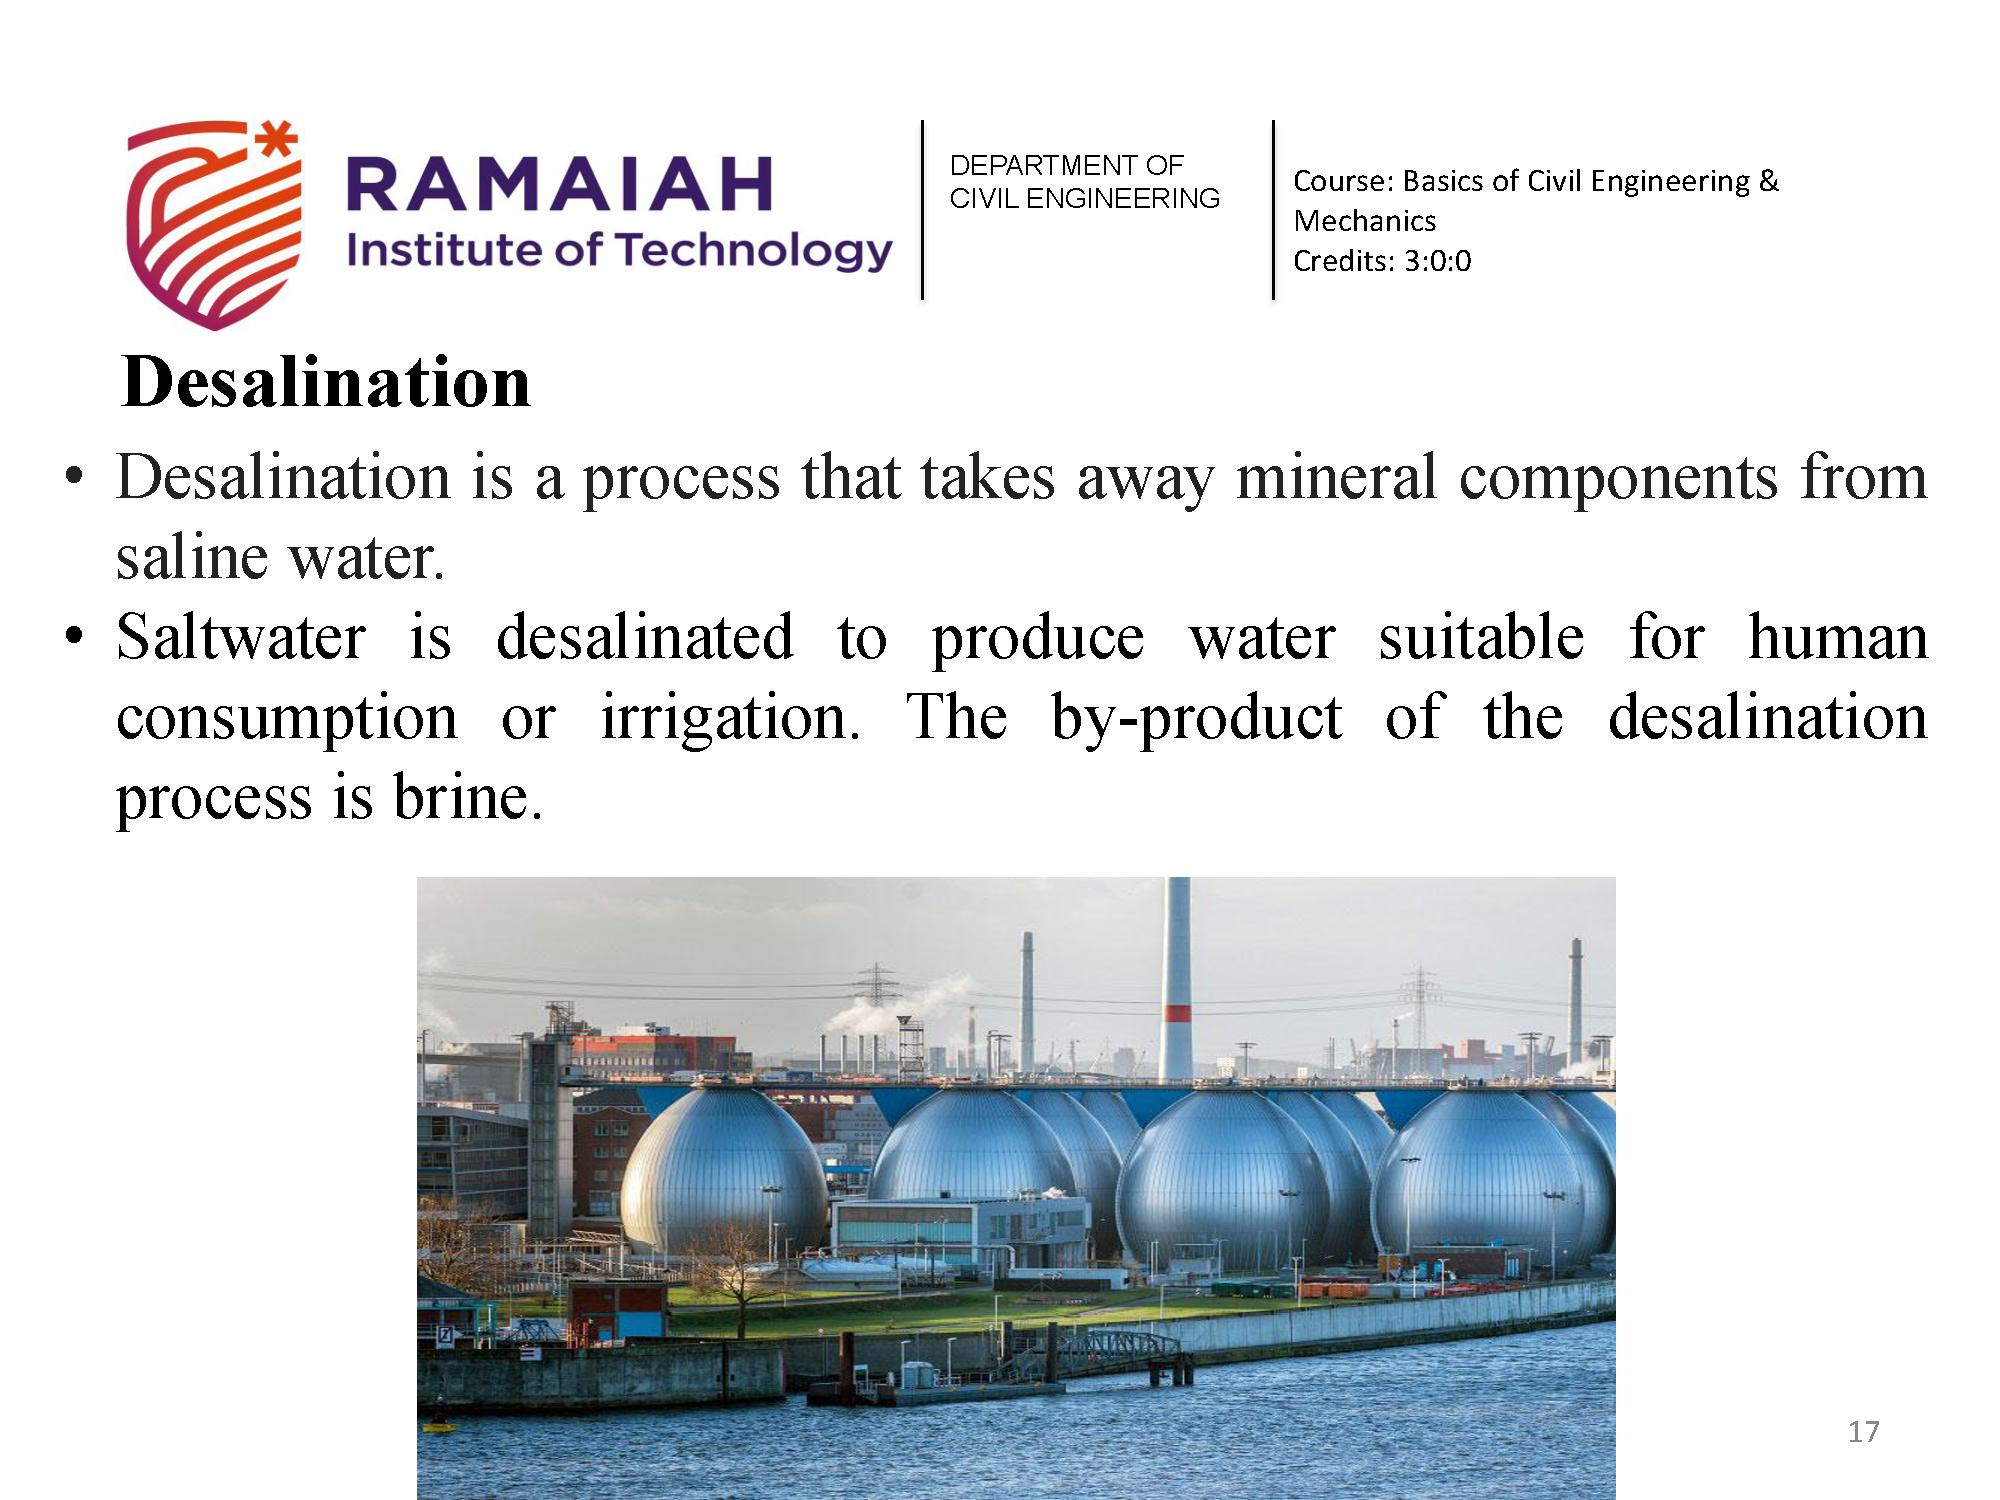 RAMAIAH
Institute of Technology
DEPARTMENT OF
CIVIL ENGINEERING
Course: Basics of Civil Engineering &
Mechanics
Credits: 3:0:0
Desalination
• Desalination is a process that takes away mineral components from
saline water.
• Saltwater is desalinated to produce water suitable for human
consumption or irrigation. The by-product of the desalination
process is brine.
17